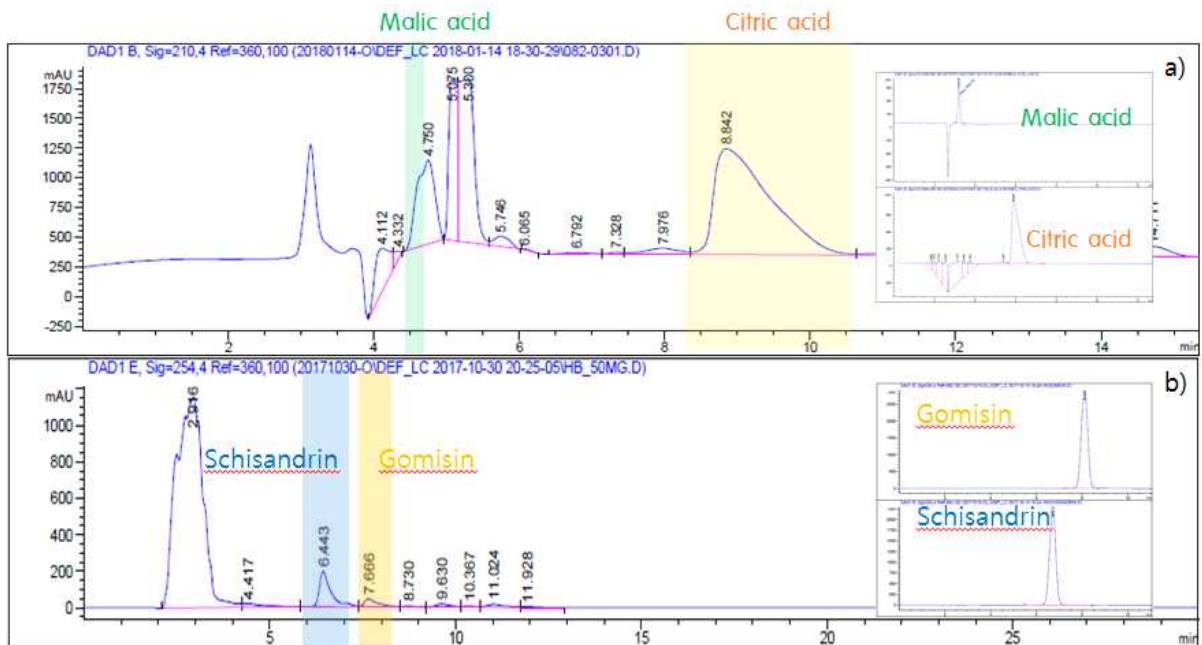 Malic acid
Citric acid
DAD1 B, Sig=210,4 Ref=360,100 (20180114-O\DEF_LC 2018-01-14 18-30-29\082-0301.D)
a)
mAU
1750
1500
1250
1000
750
500
250
0
-250
4.112
4.332
4.750
5.075
5.300
5.746
6.065
6.792
7.328
7.976
8.842
Malic acid
Citric acid
2
4
6
8
10
12
14
min
DAD1 E, Sig=254,4 Ref=360,100 (20171030-O\DEF_LC 2017-10-30 20-25-05\HB_50MG.D)
b)
mAU
1000
800
600
400
200
0
2.916
4.417
Schisandrin
6.443
Gomisin
7.666
8.730
9.630
10.367
11.024
11.928
Gomisin
Schisandrin
5
10
15
20
25
min